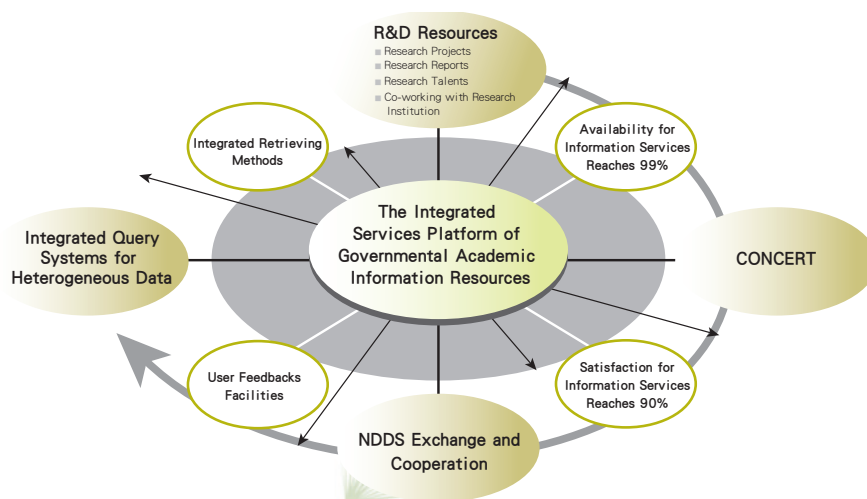 R&D Resources
■ Research Projects
■ Research Reports
■ Research Talents
■ Co-working with Research
Institution
Integrated Retrieving
Methods
Availability for
Information Services
Reaches 99%
The Integrated
Services Platform of
Governmental Academic
Information Resources
Integrated Query
Systems for
Heterogeneous Data
CONCERT
User Feedbacks
Facilities
Satisfaction for
Information Services
Reaches 90%
NDDS Exchange and
Cooperation